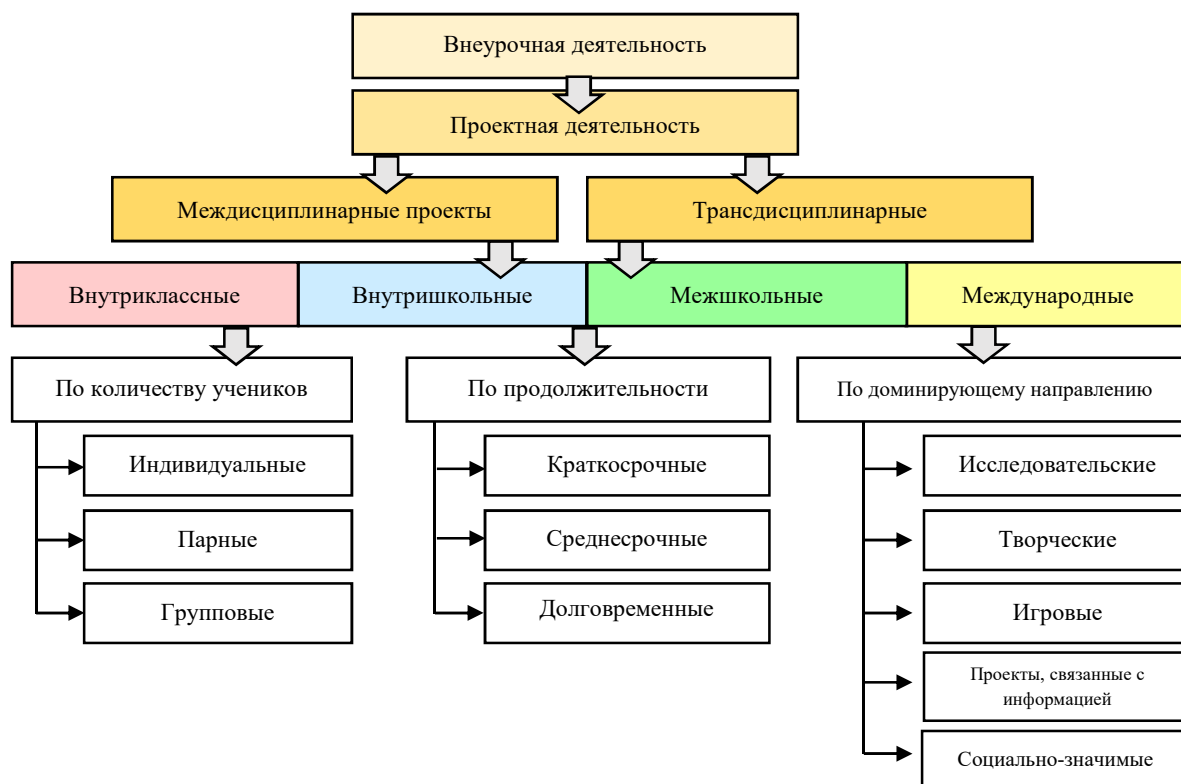 Внеурочная деятельность
Проектная деятельность
Междисциплинарные проекты
Трансдисциплинарные
Внутриклассные
Внутришкольные
Межшкольные
Международные
По количеству учеников
По продолжительности
По доминирующему направлению
Индивидуальные
Краткосрочные
Исследовательские
Парные
Среднесрочные
Творческие
Групповые
Долговременные
Игровые
Проекты, связанные с
информацией
Социально-значимые